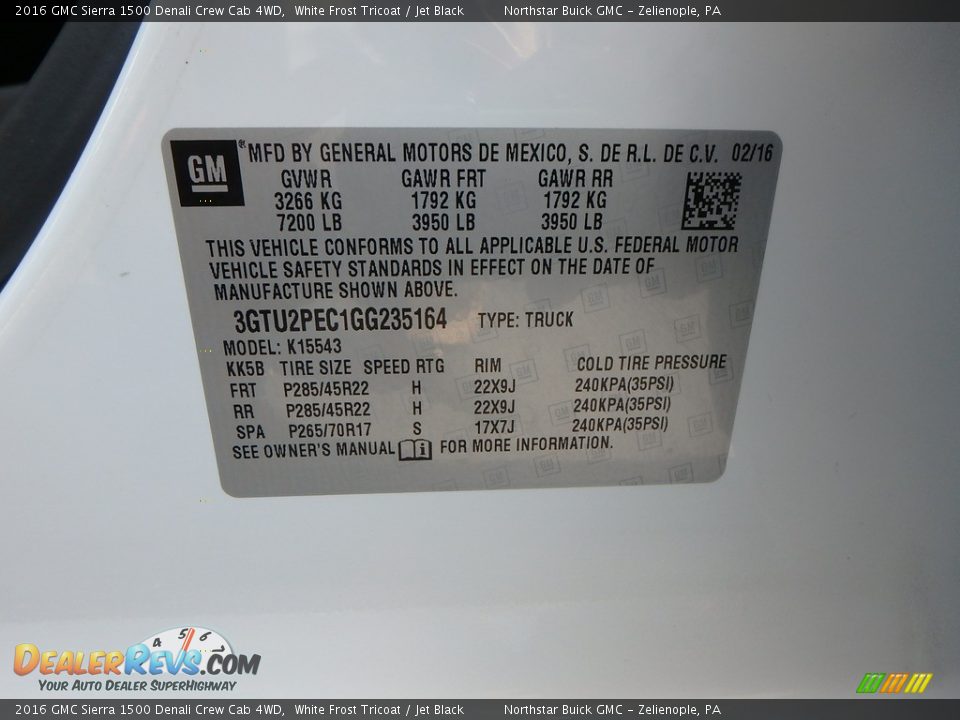 2016 GMC Sierra 1500 Denali Crew Cab 4WD, White Frost Tricoat / Jet Black Northstar Buick GMC - Zelienople, PA
GM ® MFD BY GENERAL MOTORS DE MEXICO, S. DE R.L. DE C.V. 02/16
GVWR GAWR FRT GAWR RR
3266 KG 1792 KG 1792 KG
7200 LB 3950 LB 3950 LB
THIS VEHICLE CONFORMS TO ALL APPLICABLE U.S. FEDERAL MOTOR
VEHICLE SAFETY STANDARDS IN EFFECT ON THE DATE OF
MANUFACTURE SHOWN ABOVE.
3GTU2PEC1GG235164 TYPE: TRUCK
MODEL: K15543
KK5B TIRE SIZE SPEED RTG RIM COLD TIRE PRESSURE
FRT P285/45R22 H 22X9J 240KPA(35PSI)
RR P285/45R22 H 22X9J 240KPA(35PSI)
SPA P265/70R17 S 17X7J 240KPA(35PSI)
SEE OWNER'S MANUAL i FOR MORE INFORMATION.
4 5 6 7
DEALERREVS.COM
YOUR AUTO DEALER SUPERHIGHWAY
2016 GMC Sierra 1500 Denali Crew Cab 4WD, White Frost Tricoat / Jet Black Northstar Buick GMC - Zelienople, PA